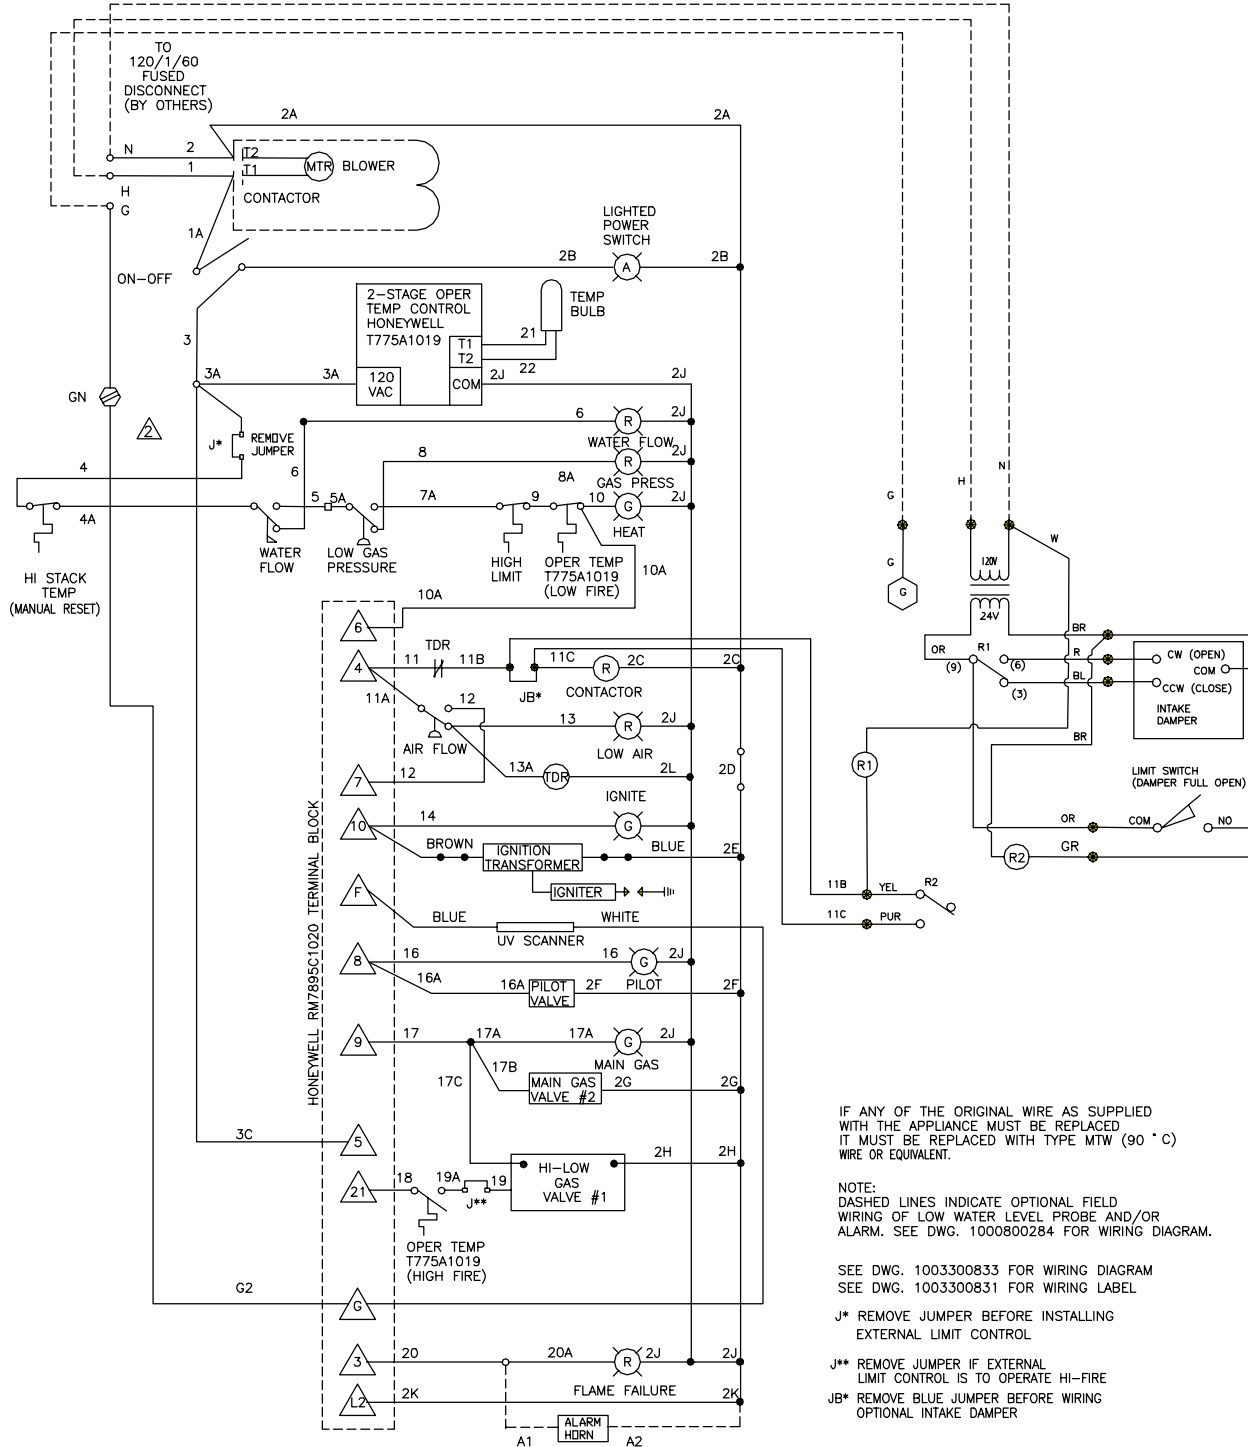 TO
120/1/60
FUSED
DISCONNECT
(BY OTHERS)
2A
2A
N
2
T2
1
T1
MTR
BLOWER
H
G
CONTACTOR
1A
LIGHTED
POWER
SWITCH
ON-OFF
2B
A
2B
2-STAGE OPER
TEMP CONTROL
HONEYWELL
T775A1019
TEMP
BULB
21
T1
T2
22
3
3A
3A
120
VAC
COM
2J
2J
GN
2
J*
REMOVE
JUMPER
6
R
2J
WATER FLOW
4
6
8
R
2J
GAS PRESS
8A
4A
5
5A
7A
9
10
G
2J
HEAT
HI STACK
TEMP
(MANUAL RESET)
WATER
FLOW
LOW GAS
PRESSURE
HIGH
LIMIT
OPER TEMP
T775A1019
(LOW FIRE)
10A
10A
6
4
11
TDR
11B
11C
R
2C
2C
CONTACTOR
JB*
11A
12
AIR FLOW
13
R
2J
LOW AIR
7
12
13A
TDR
2L
2D
IGNITE
10
14
G
BROWN
IGNITION
TRANSFORMER
BLUE
2E
IGNITER
F
BLUE
WHITE
UV SCANNER
8
16
16
G
2J
PILOT
16A
16A
PILOT
VALVE
2F
2F
9
17
17A
17A
G
2J
MAIN GAS
17B
17C
MAIN GAS
VALVE #2
2G
2G
HONEYWELL RM7895C1020 TERMINAL BLOCK
3C
5
2H
2H
HI-LOW
GAS
VALVE #1
21
18
19A
19
J**
OPER TEMP
T775A1019
(HIGH FIRE)
G2
G
3
20
20A
R
2J
2J
FLAME FAILURE
L2
2K
2K
ALARM
HORN
A1
A2
G
H
N
W
G
G
120V
24V
BR
OR
(9)
R1
(6)
R
CW (OPEN)
COM
(3)
BL
CCW (CLOSE)
INTAKE
DAMPER
BR
R1
LIMIT SWITCH
(DAMPER FULL OPEN)
OR
COM
NO
R2
GR
11B
YEL
R2
11C
PUR
IF ANY OF THE ORIGINAL WIRE AS SUPPLIED
WITH THE APPLIANCE MUST BE REPLACED
IT MUST BE REPLACED WITH TYPE MTW (90 °C)
WIRE OR EQUIVALENT.
NOTE:
DASHED LINES INDICATE OPTIONAL FIELD
WIRING OF LOW WATER LEVEL PROBE AND/OR
ALARM. SEE DWG. 1000800284 FOR WIRING DIAGRAM.
SEE DWG. 1003300833 FOR WIRING DIAGRAM
SEE DWG. 1003300831 FOR WIRING LABEL
J* REMOVE JUMPER BEFORE INSTALLING
EXTERNAL LIMIT CONTROL
J** REMOVE JUMPER IF EXTERNAL
LIMIT CONTROL IS TO OPERATE HI-FIRE
JB* REMOVE BLUE JUMPER BEFORE WIRING
OPTIONAL INTAKE DAMPER